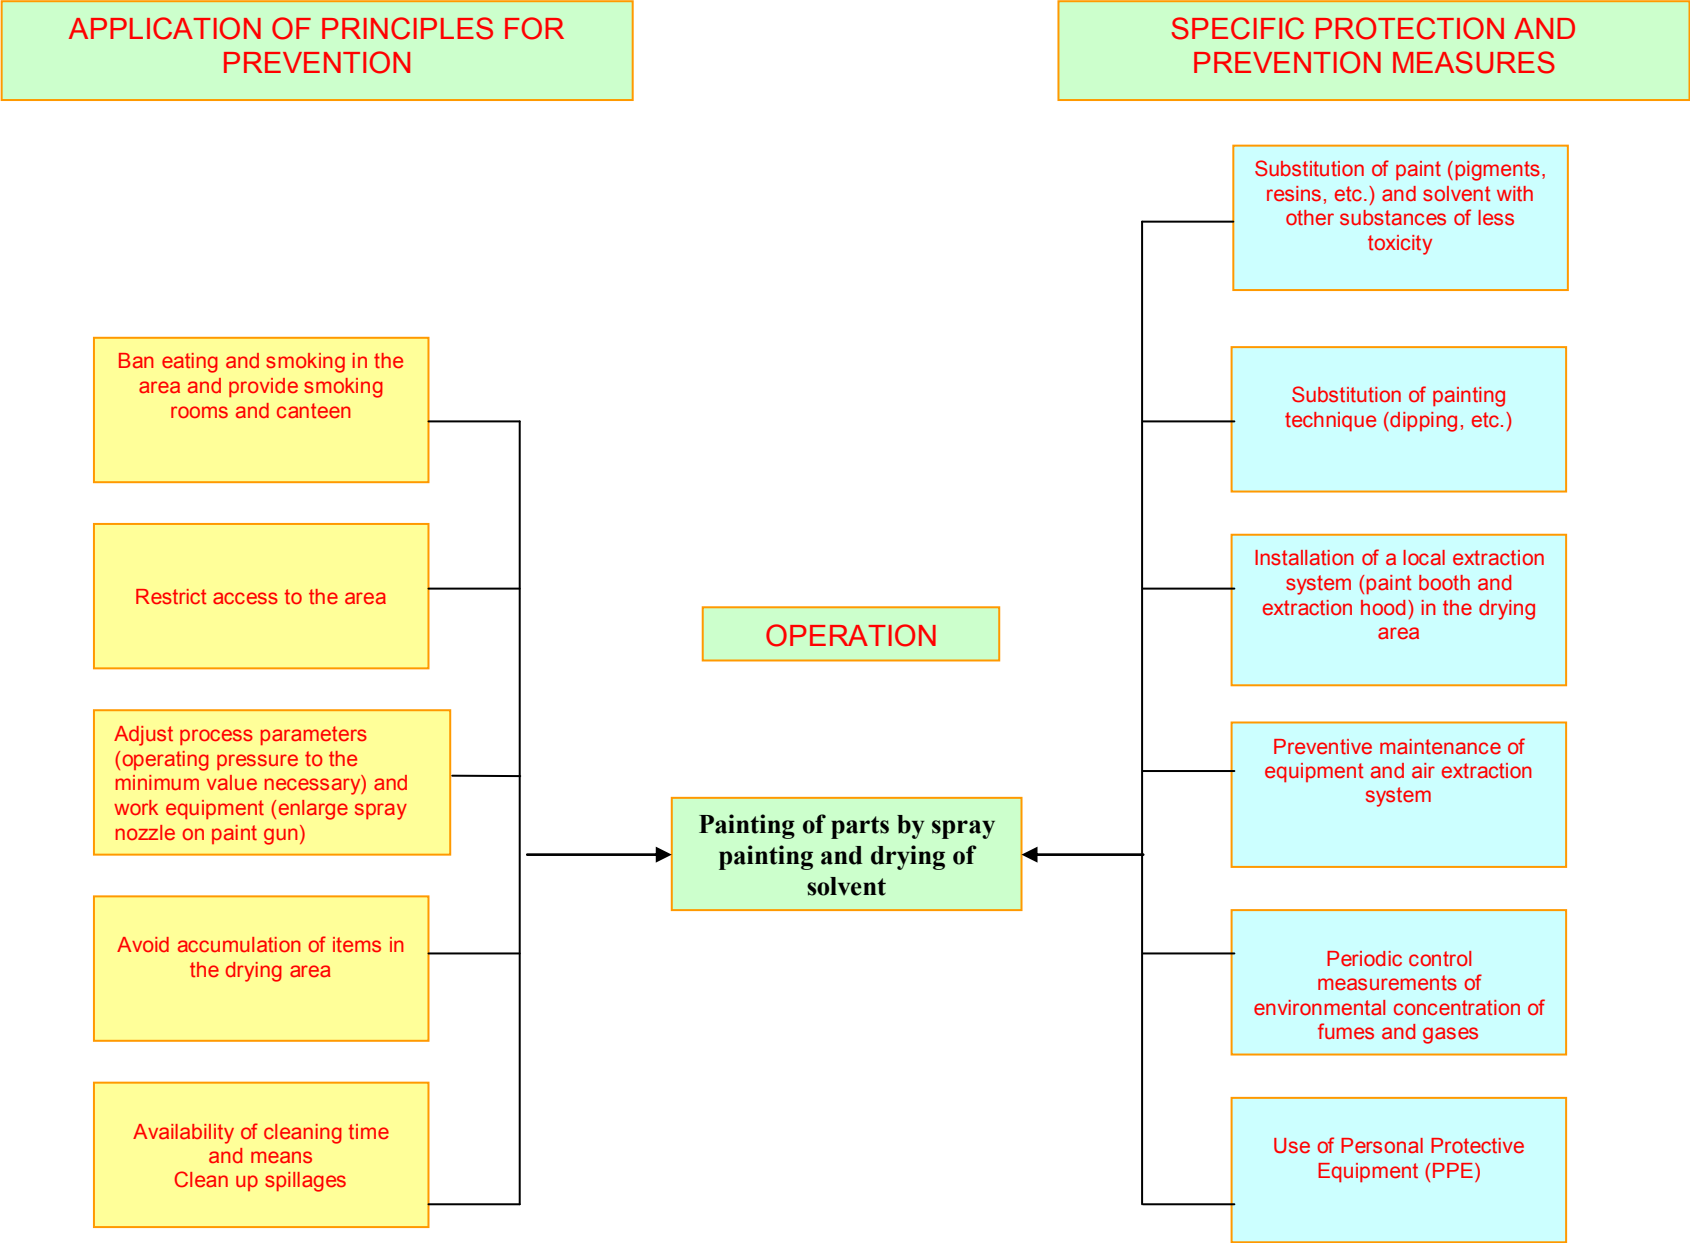 APPLICATION OF PRINCIPLES FOR
PREVENTION
SPECIFIC PROTECTION AND
PREVENTION MEASURES
Ban eating and smoking in the
area and provide smoking
rooms and canteen
Restrict access to the area
Adjust process parameters
(operating pressure to the
minimum value necessary) and
work equipment (enlarge spray
nozzle on paint gun)
Avoid accumulation of items in
the drying area
Availability of cleaning time
and means
Clean up spillages
OPERATION
Painting of parts by spray
painting and drying of
solvent
Substitution of paint (pigments,
resins, etc.) and solvent with
other substances of less
toxicity
Substitution of painting
technique (dipping, etc.)
Installation of a local extraction
system (paint booth and
extraction hood) in the drying
area
Preventive maintenance of
equipment and air extraction
system
Periodic control
measurements of
environmental concentration of
fumes and gases
Use of Personal Protective
Equipment (PPE)